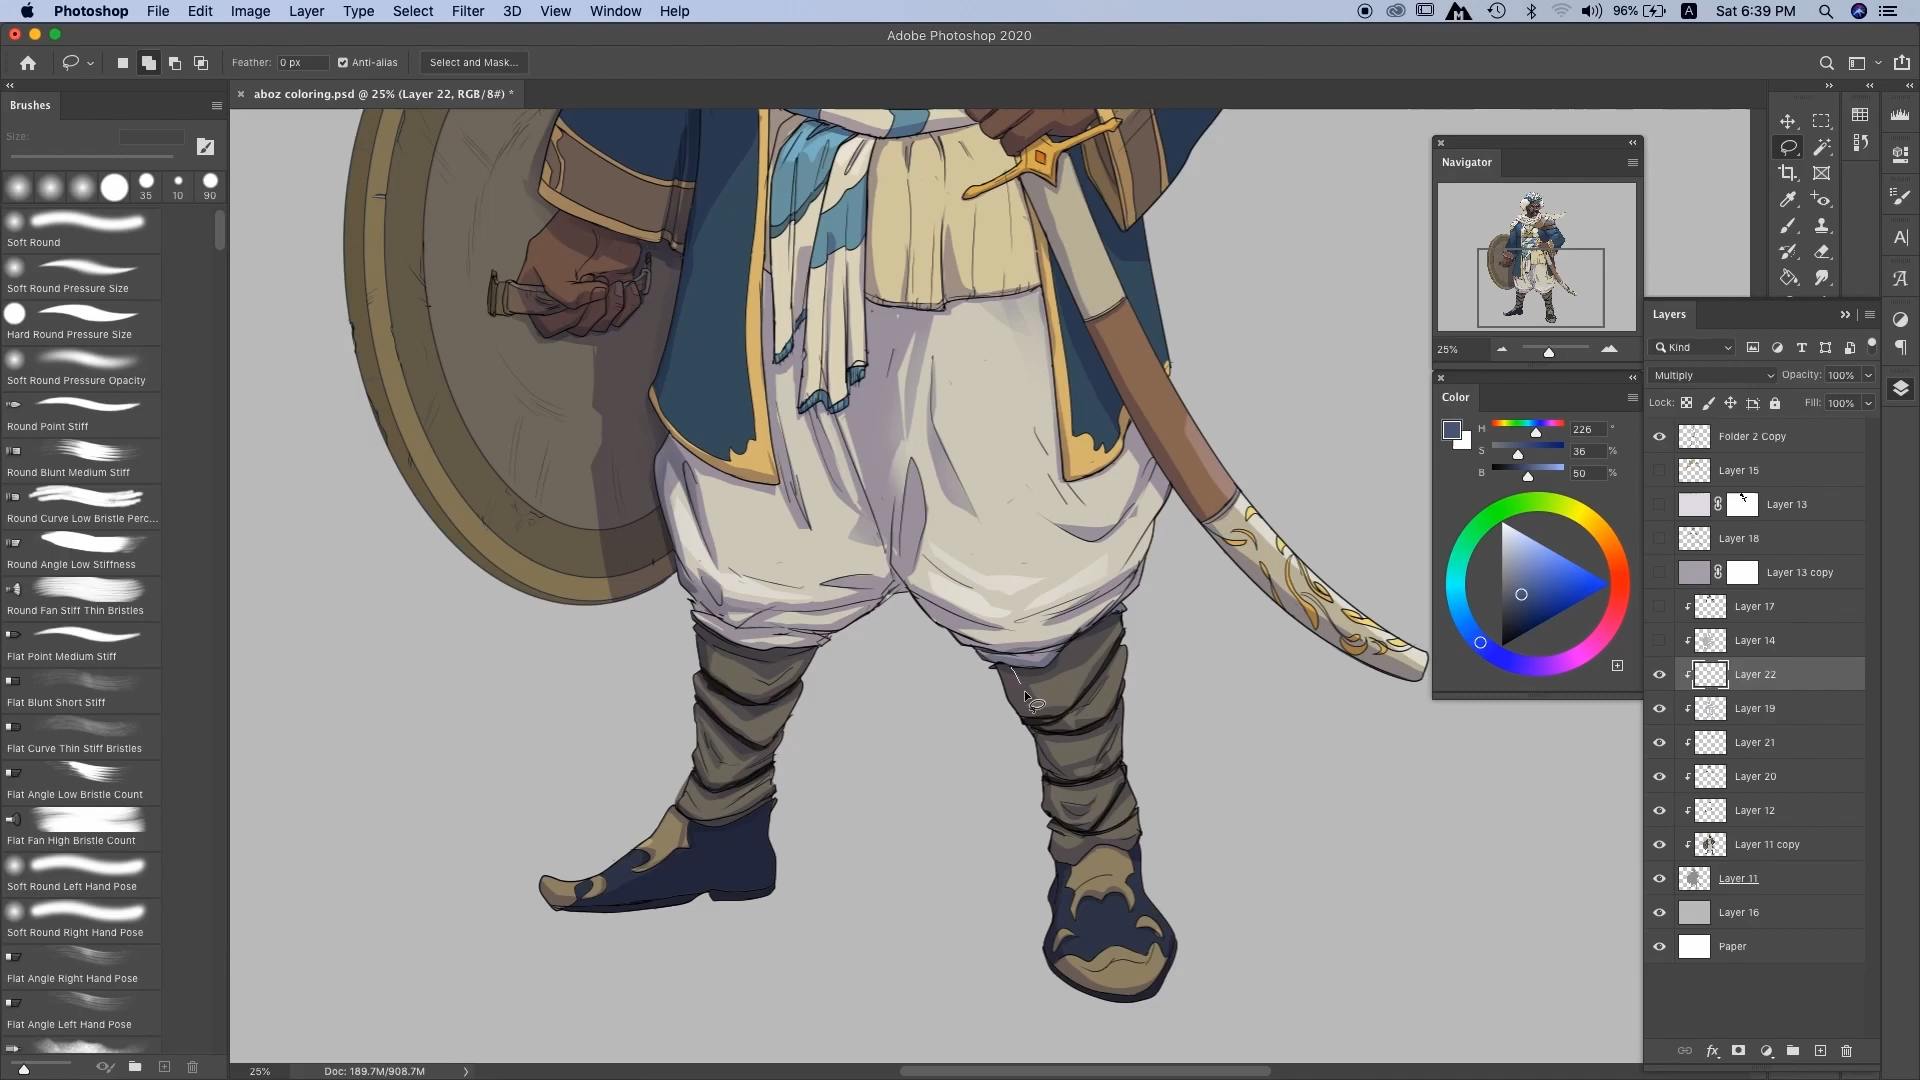 Photoshop File Edit Image Layer Type Select Filter 3D View Window Help
96% A Sat 6:39 PM
Adobe Photoshop 2020
Feather: 0 px Anti-alias Select and Mask...
Brushes
aboz coloring.psd @ 25% (Layer 22, RGB/8#) *
Size:
35 10 90
Soft Round
Soft Round Pressure Size
Hard Round Pressure Size
Soft Round Pressure Opacity
Round Point Stiff
Round Blunt Medium Stiff
Round Curve Low Bristle Perc...
Round Angle Low Stiffness
Round Fan Stiff Thin Bristles
Flat Point Medium Stiff
Flat Blunt Short Stiff
Flat Curve Thin Stiff Bristles
Flat Angle Low Bristle Count
Flat Fan High Bristle Count
Soft Round Left Hand Pose
Soft Round Right Hand Pose
Flat Angle Right Hand Pose
Flat Angle Left Hand Pose
25% Doc: 189.7M/908.7M
Navigator
25%
Color
H 226 °
S 36 %
B 50 %
Layers
Kind
Multiply Opacity: 100%
Lock: Fill: 100%
Folder 2 Copy
Layer 15
Layer 13
Layer 18
Layer 13 copy
Layer 17
Layer 14
Layer 22
Layer 19
Layer 21
Layer 20
Layer 12
Layer 11 copy
Layer 11
Layer 16
Paper
fx